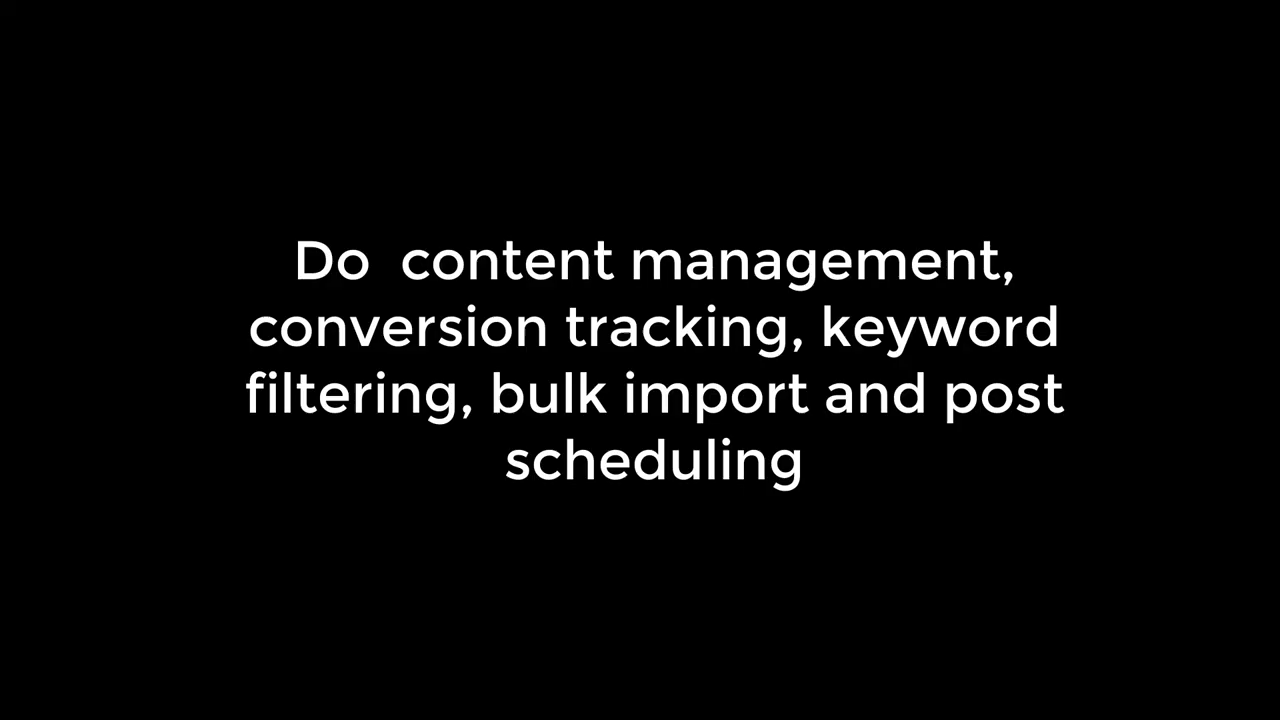 Do  content management,
conversion tracking, keyword
filtering, bulk import and post
scheduling